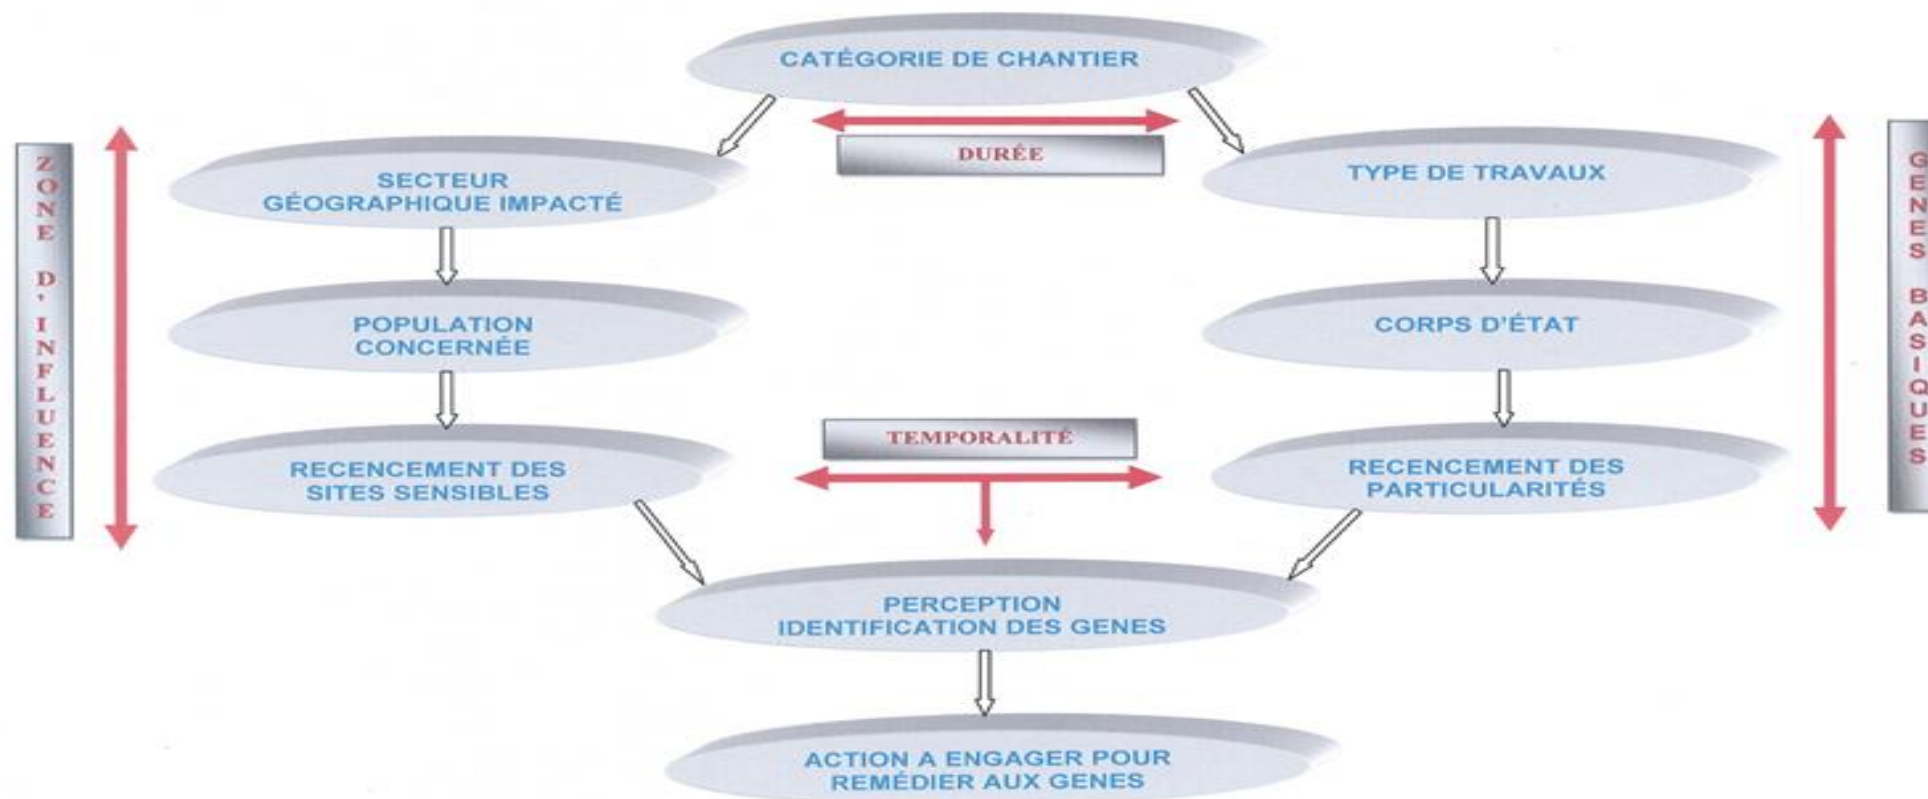 CATÉGORIE DE CHANTIER
DURÉE
ZONE D'INFLUENCE
SECTEUR
GÉOGRAPHIQUE IMPACTÉ
TYPE DE TRAVAUX
GENES BASIQUES
POPULATION
CONCERNÉE
CORPS D'ÉTAT
TEMPORALITÉ
RECENCEMENT DES
SITES SENSIBLES
RECENCEMENT DES
PARTICULARITÉS
PERCEPTION
IDENTIFICATION DES GENES
ACTION A ENGAGER POUR
REMÉDIER AUX GENES